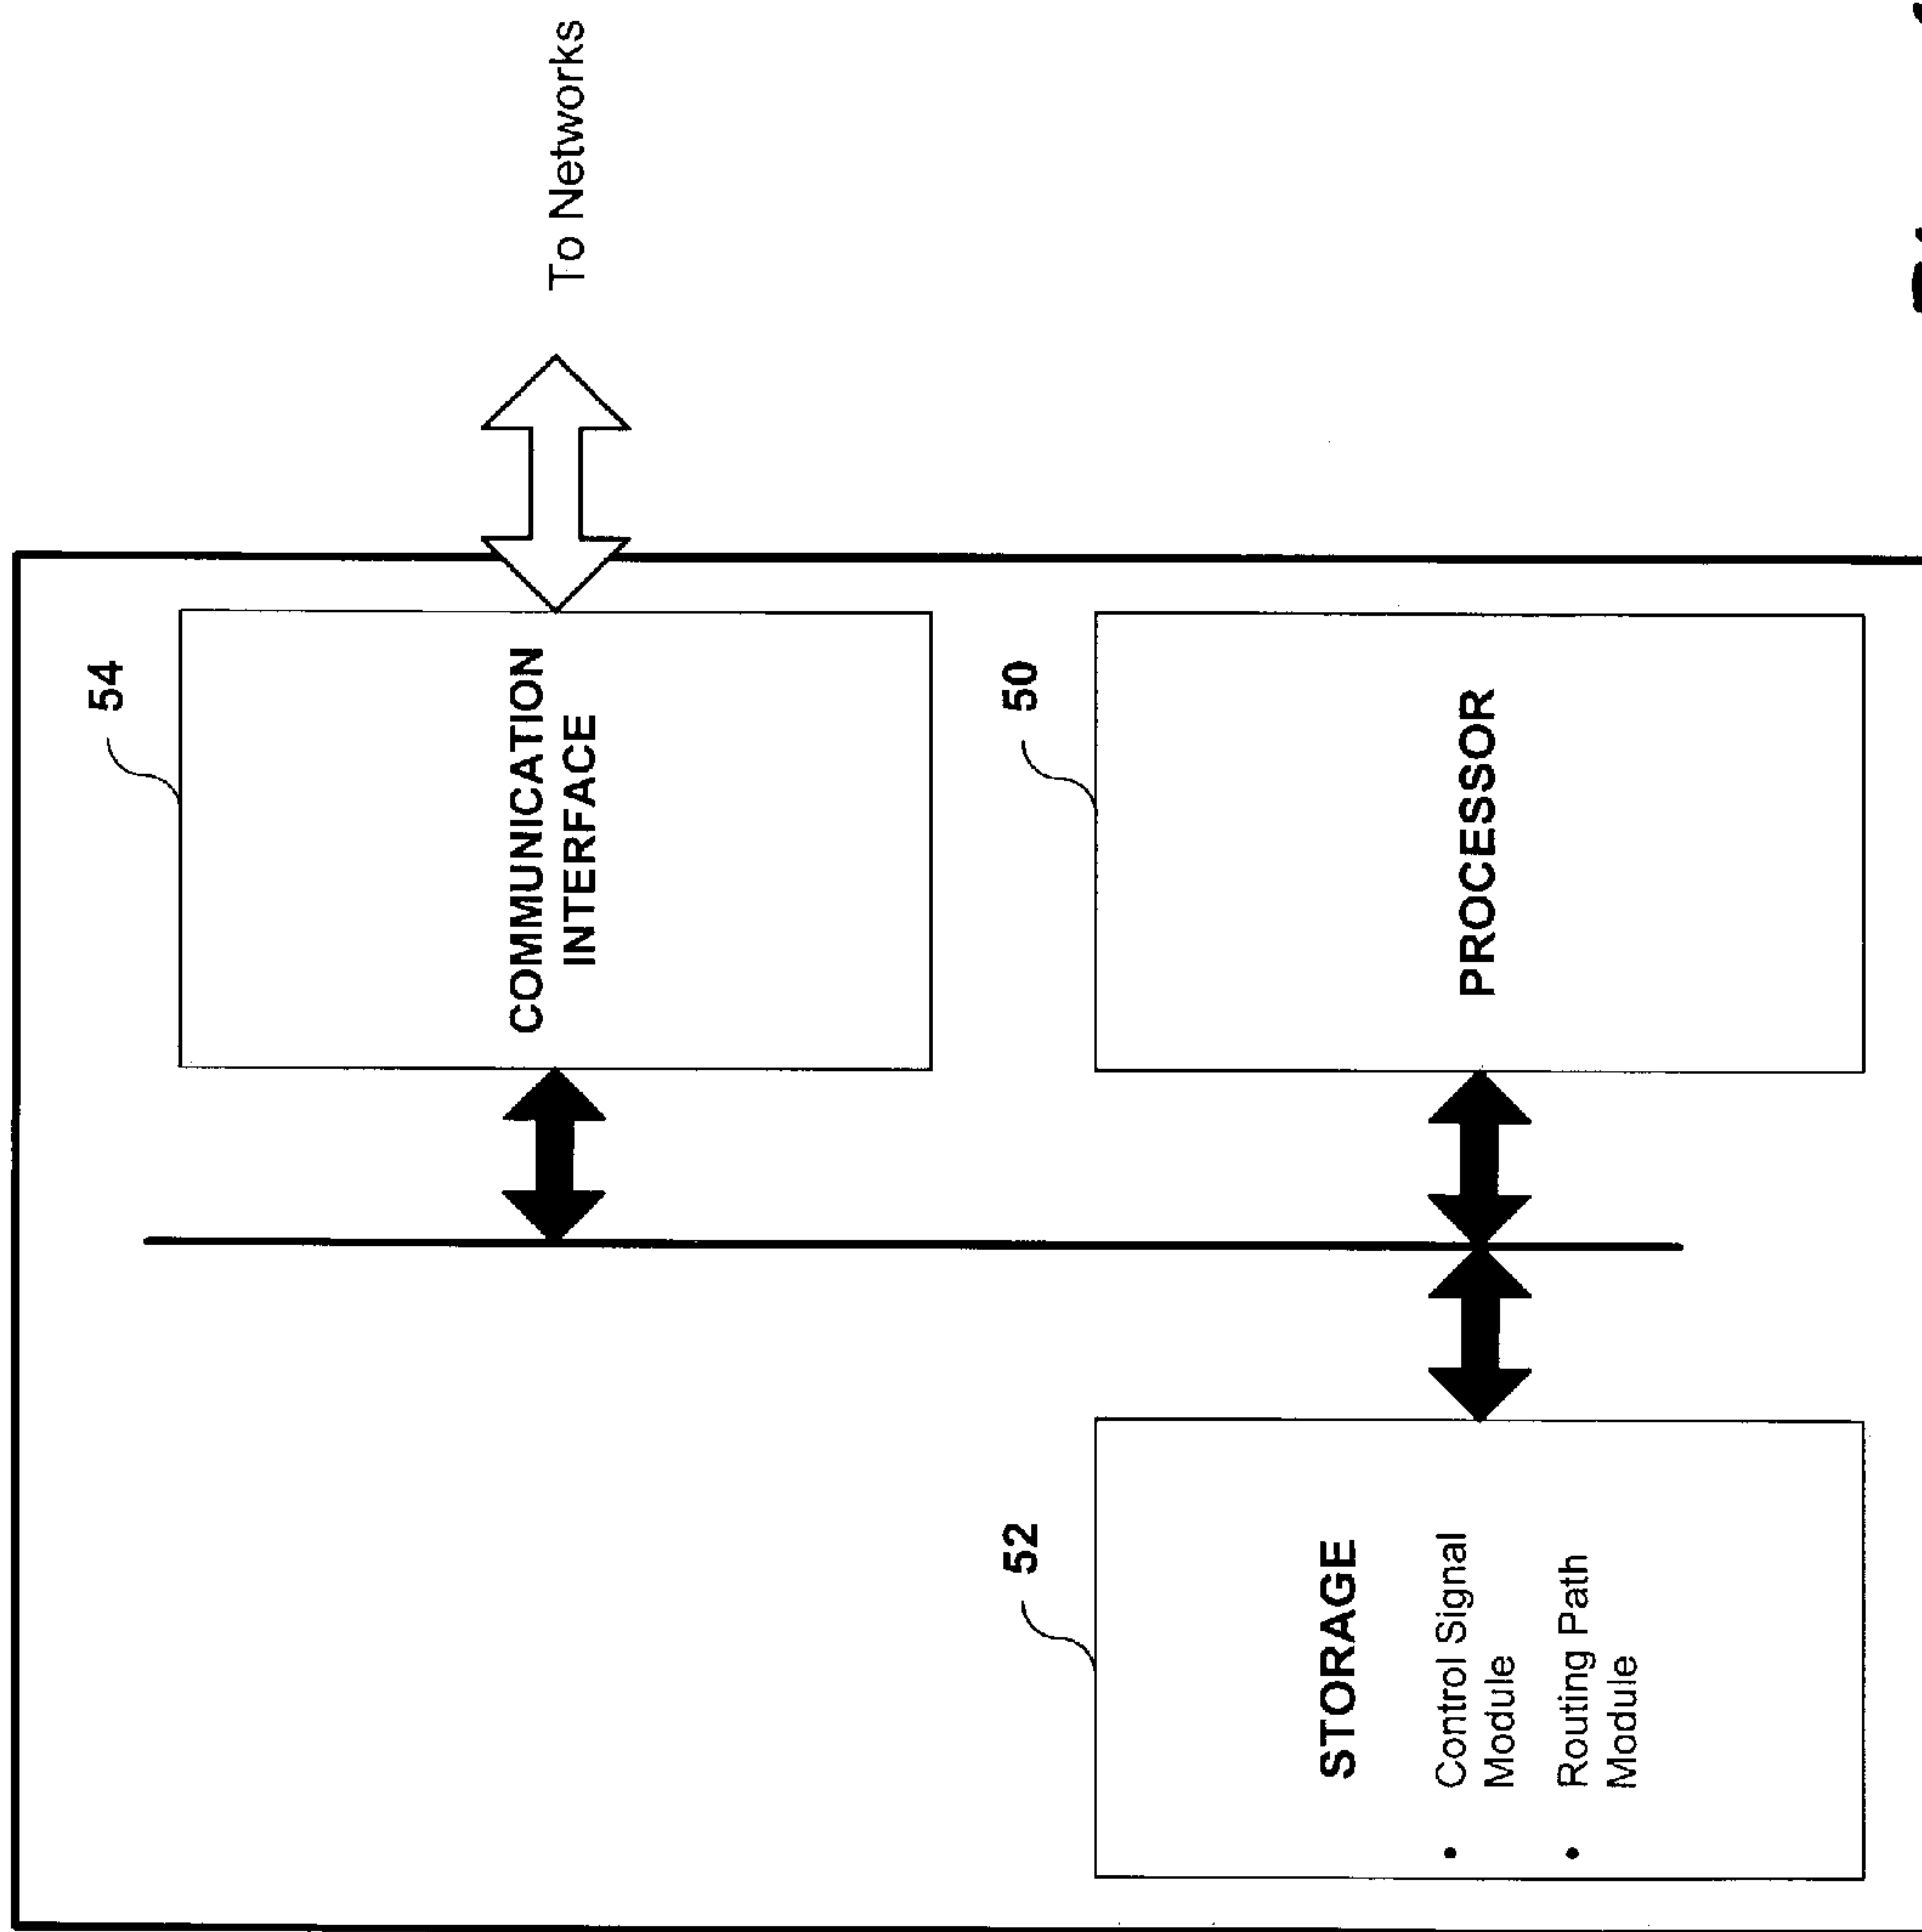 To Networks
54
COMMUNICATION
INTERFACE
50
PROCESSOR
52
STORAGE
• Control Signal
Module
• Routing Path
Module